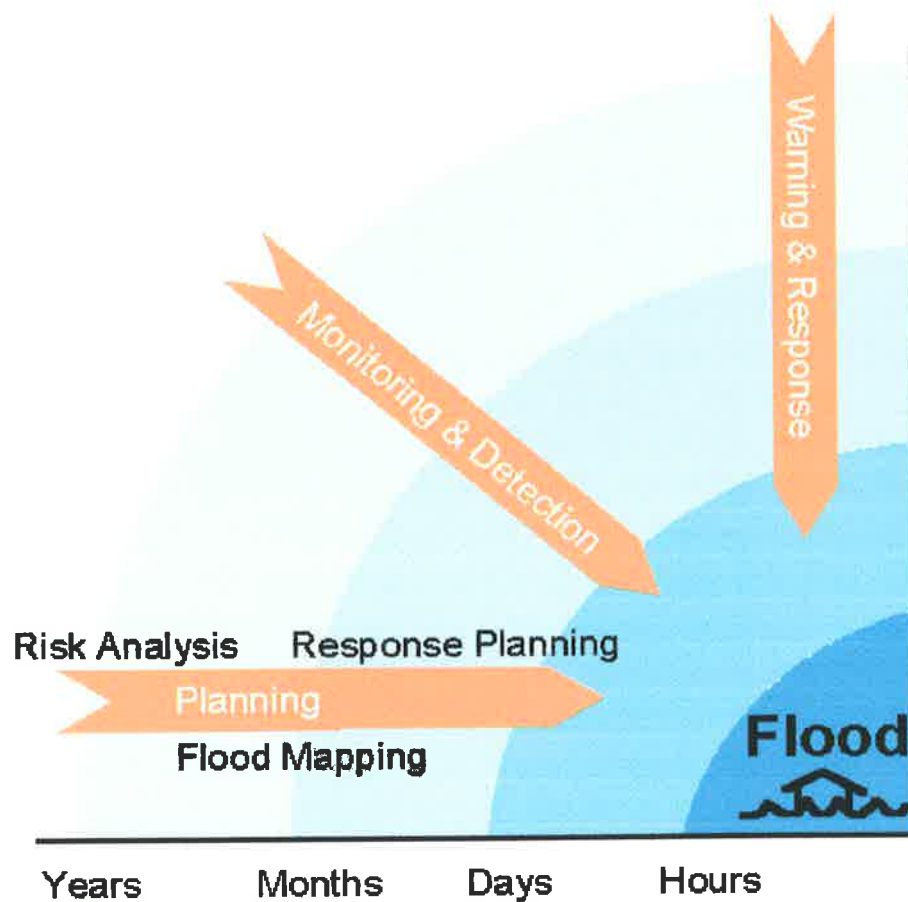 Warning & Response
Monitoring & Detection
Risk Analysis
Response Planning
Planning
Flood Mapping
Flood
Years
Months
Days
Hours